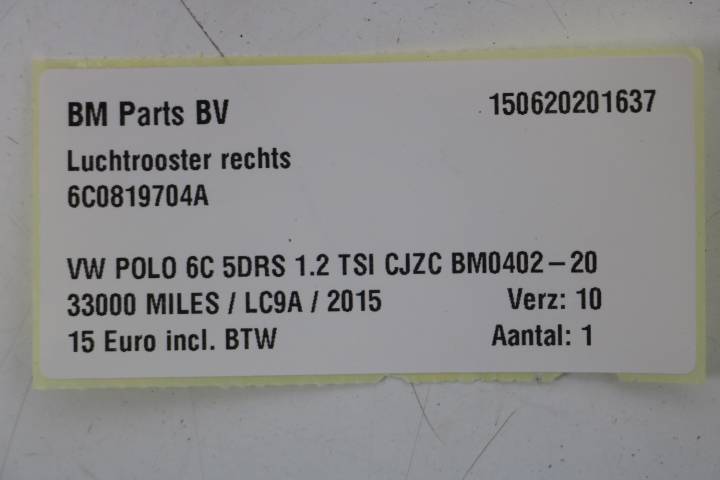 BM Parts BV 150620201637
Luchtrooster rechts
6C0819704A
VW POLO 6C 5DRS 1.2 TSI CJZC BM0402-20
33000 MILES / LC9A / 2015 Verz: 10
15 Euro incl. BTW Aantal: 1